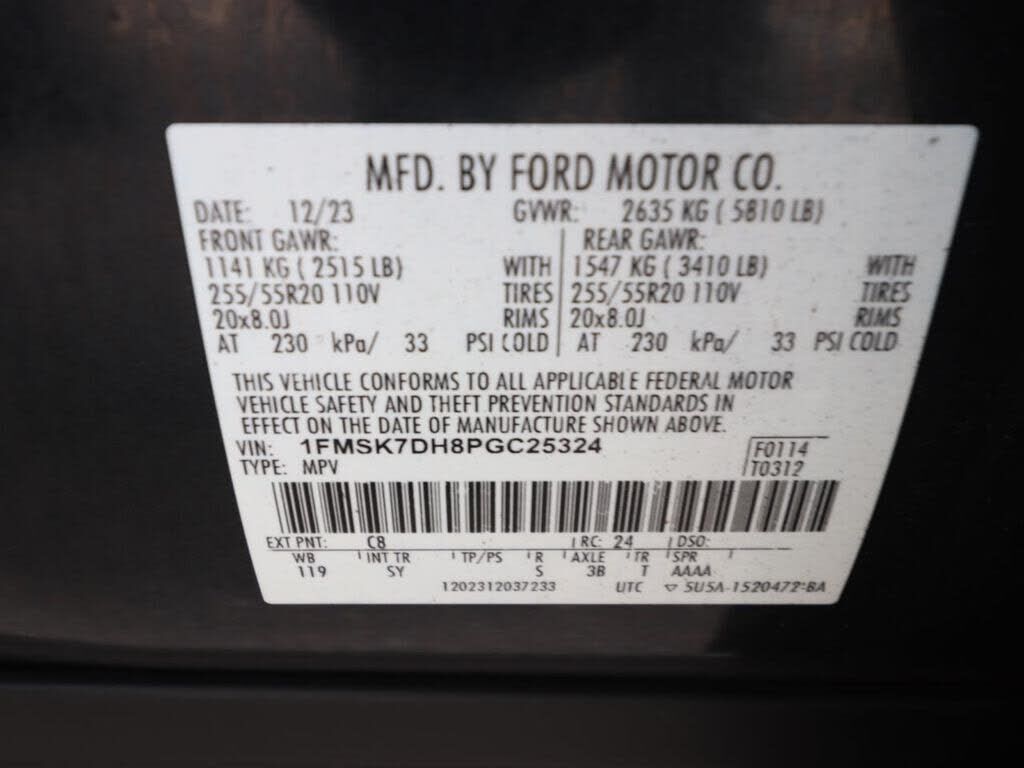 MFD. BY FORD MOTOR CO.
DATE: 12/23 GVWR: 2635 KG ( 5810 LB)
FRONT GAWR: REAR GAWR:
1141 KG ( 2515 LB) WITH 1547 KG ( 3410 LB) WITH
255/55R20 110V TIRES 255/55R20 110V TIRES
20x8.0J RIMS 20x8.0J RIMS
AT 230 kPa/ 33 PSI COLD AT 230 kPa/ 33 PSI COLD
THIS VEHICLE CONFORMS TO ALL APPLICABLE FEDERAL MOTOR
VEHICLE SAFETY AND THEFT PREVENTION STANDARDS IN
EFFECT ON THE DATE OF MANUFACTURE SHOWN ABOVE.
VIN: 1FMSK7DH8PGC25324 F0114
TYPE: MPV T0312
EXT PNT: C8 RC: 24 DSO:
WB INT TR TP/PS R AXLE TR SPR
119 SY S 3B T AAAA
1202312037233 UTC ▽ 5U5A-1520472-BA